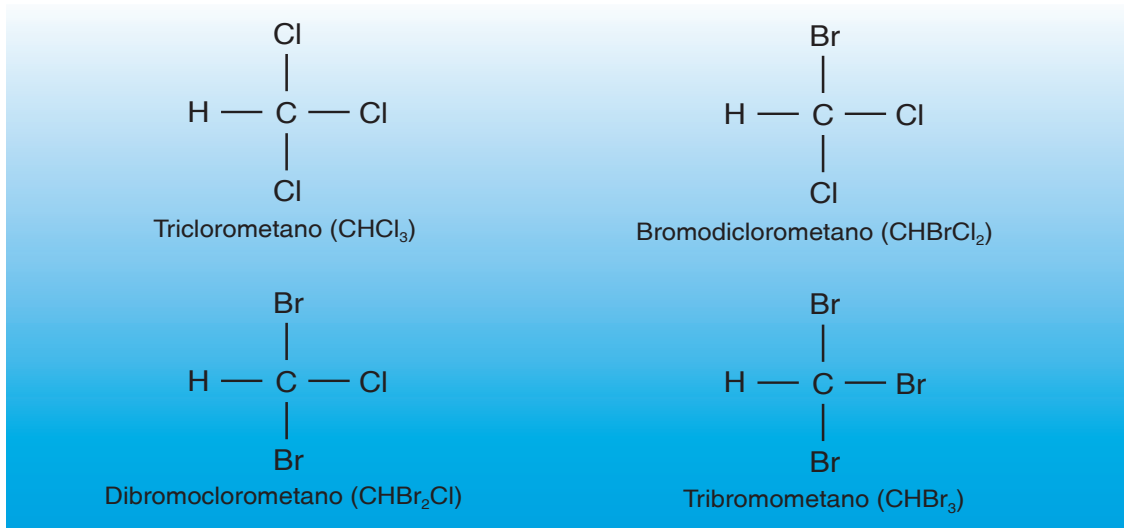 Cl
H — C — Cl
Cl
Triclorometano (CHCl₃)
Br
H — C — Cl
Cl
Bromodiclorometano (CHBrCl₂)
Br
H — C — Cl
Br
Dibromoclorometano (CHBr₂Cl)
Br
H — C — Br
Br
Tribromometano (CHBr₃)